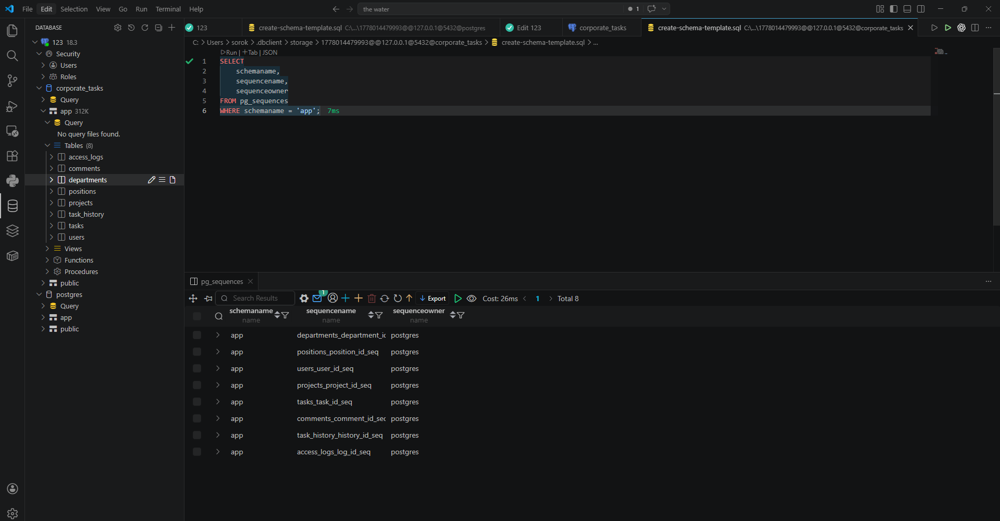 File Edit Selection View Go Run Terminal Help
the water
1
DATABASE
123
create-schema-template.sql C:\...\1778014479993@@127.0.0.1@5432@postgres
Edit 123
corporate_tasks
create-schema-template.sql C:\...\1778014479993@@127.0.0.1@5432@corporate_tasks
C: > Users > sorok > .dbclient > storage > 1778014479993@@127.0.0.1@5432@corporate_tasks > create-schema-template.sql > ...
123 18.3
Security
Users
Roles
corporate_tasks
Query
app 312K
Query
No query files found.
Tables (8)
access_logs
comments
departments
positions
projects
task_history
tasks
users
Views
Functions
Procedures
public
postgres
Query
app
public
Run | +Tab | JSON
1 SELECT
2 schemaname,
3 sequencename,
4 sequenceowner
5 FROM pg_sequences
6 WHERE schemaname = 'app'; 7ms
pg_sequences
Search Results
1
Export
Cost: 26ms < 1 > Total 8
schemaname sequencename sequenceowner
name name name
app departments_department_ic postgres
app positions_position_id_seq postgres
app users_user_id_seq postgres
app projects_project_id_seq postgres
app tasks_task_id_seq postgres
app comments_comment_id_sec postgres
app task_history_history_id_seq postgres
app access_logs_log_id_seq postgres